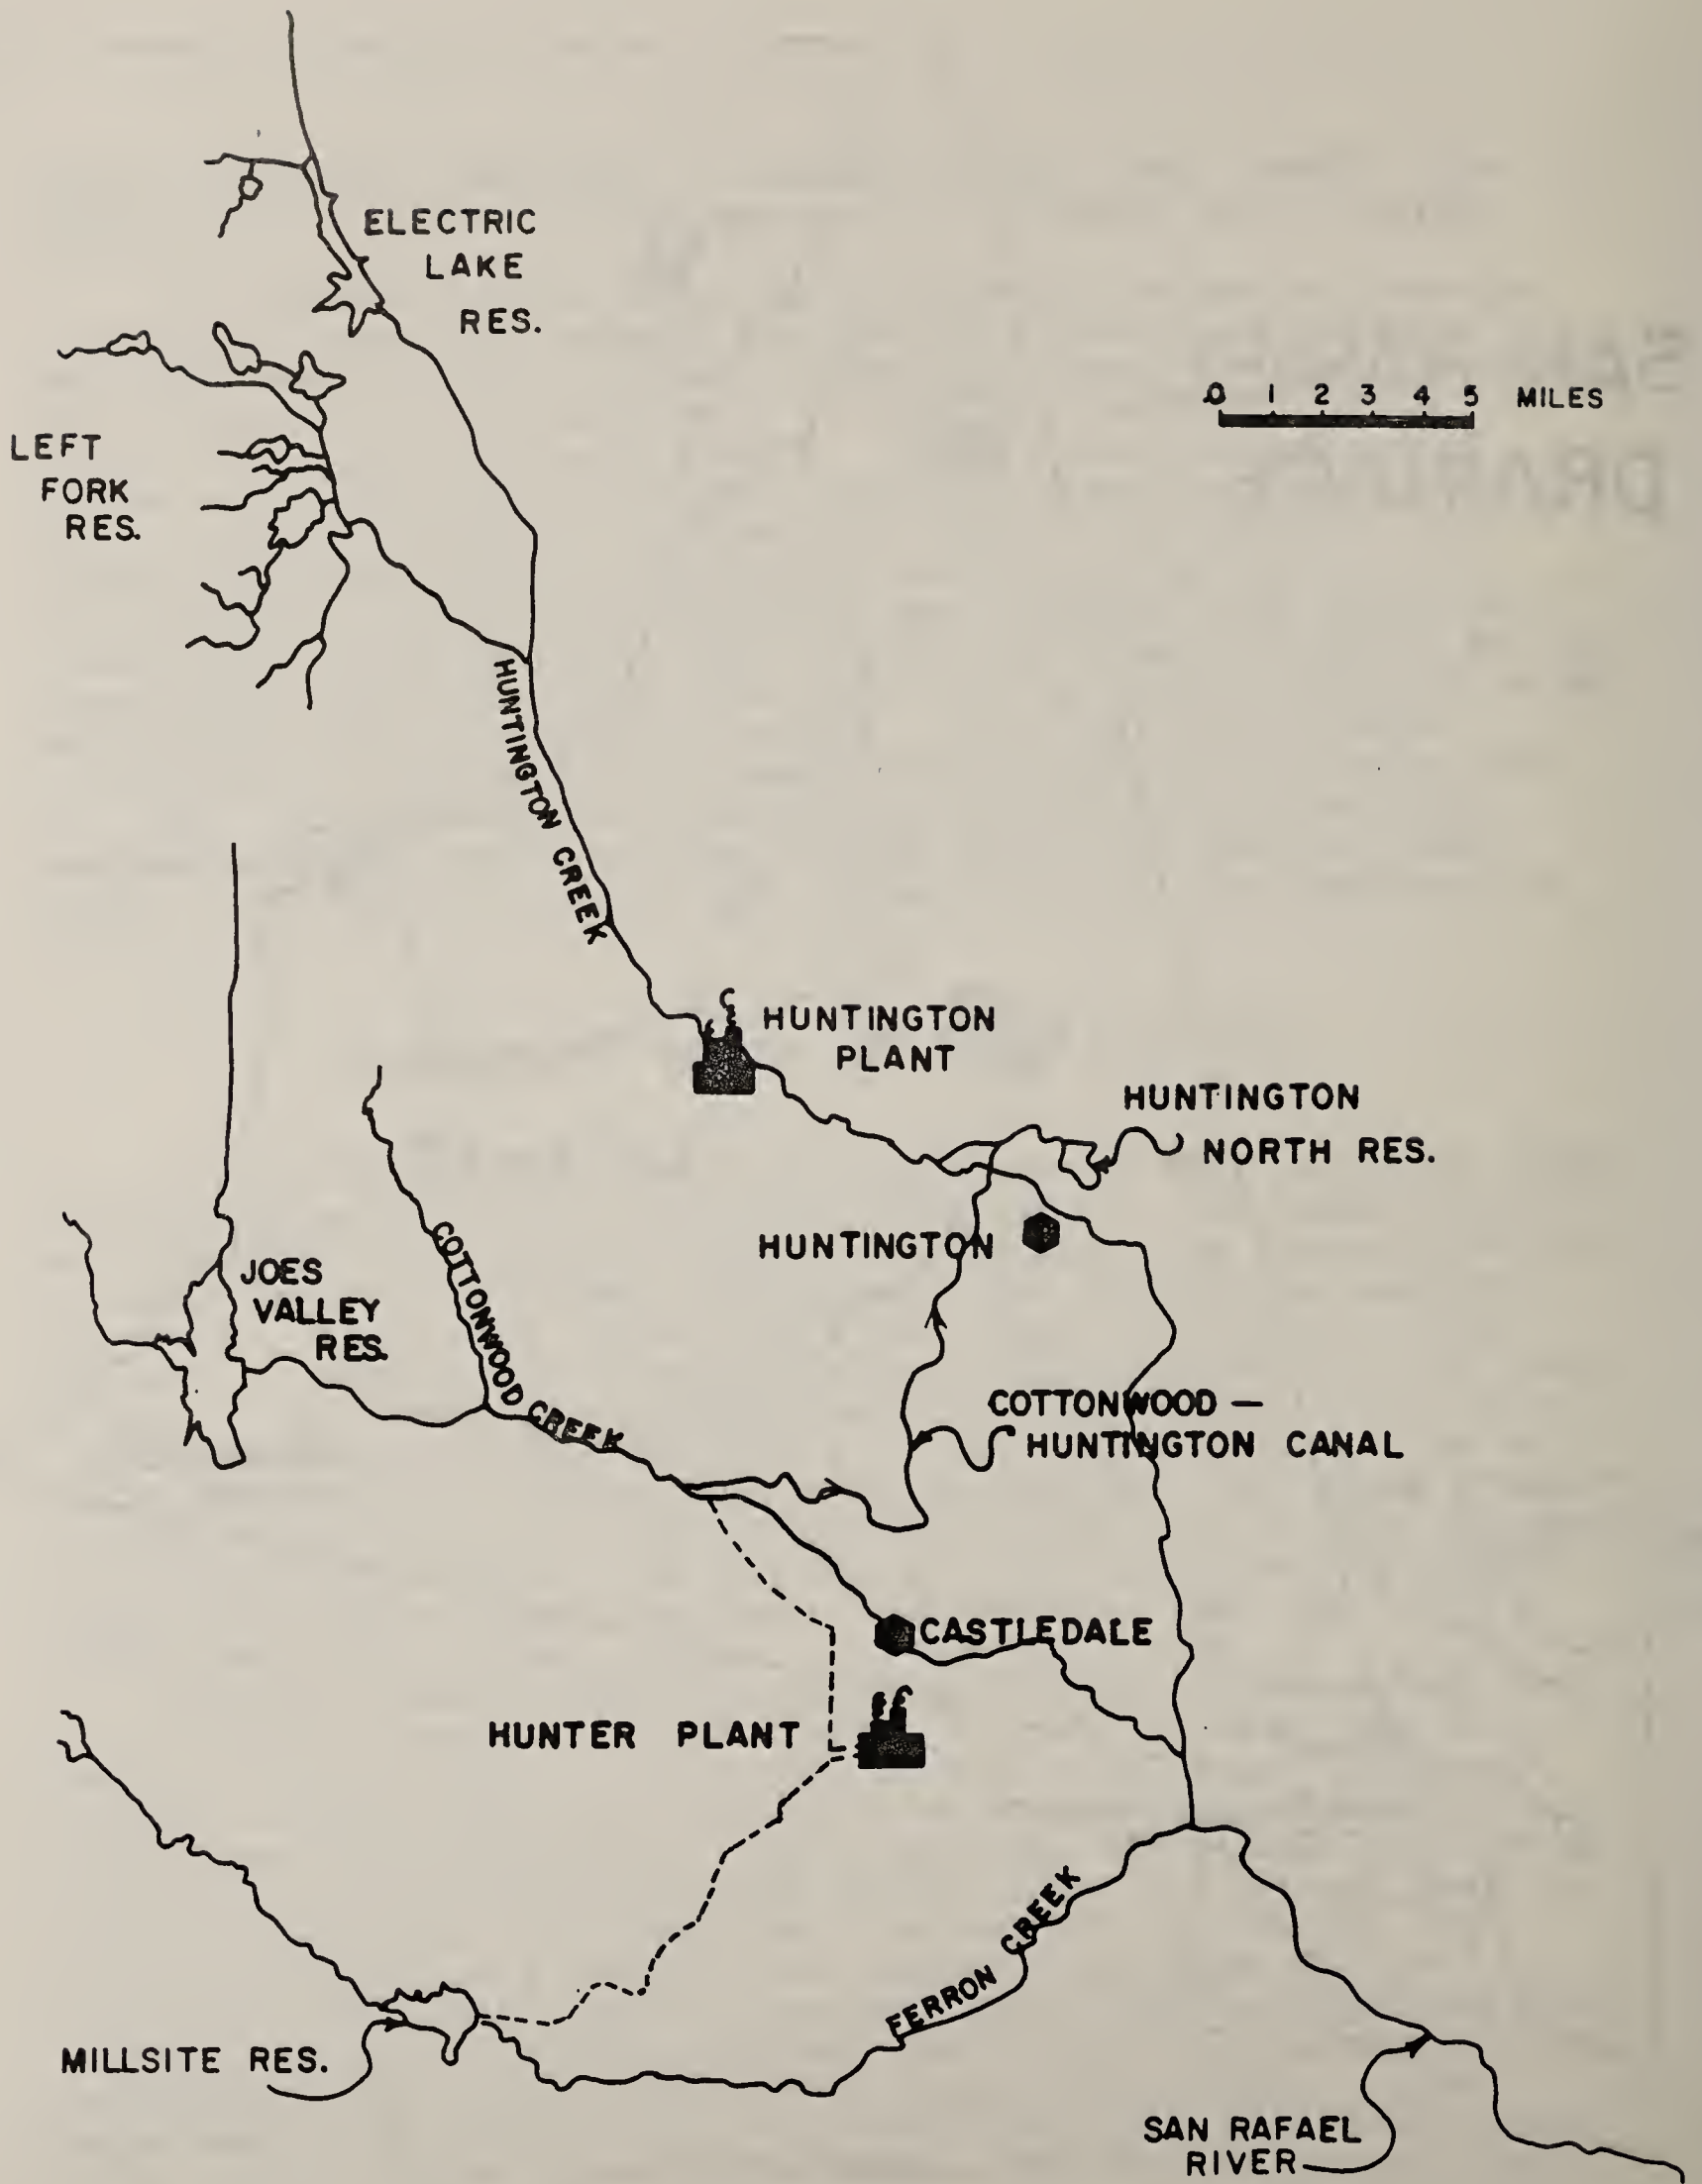 ELECTRIC
LAKE
RES.
0 1 2 3 4 5 MILES
LEFT
FORK
RES.
HUNTINGTON CREEK
HUNTINGTON
PLANT
HUNTINGTON
NORTH RES.
HUNTINGTON
JOES
VALLEY
RES.
COTTONWOOD CREEK
COTTONWOOD —
HUNTINGTON CANAL
CASTLEDALE
HUNTER PLANT
FERRON CREEK
MILLSITE RES.
SAN RAFAEL
RIVER